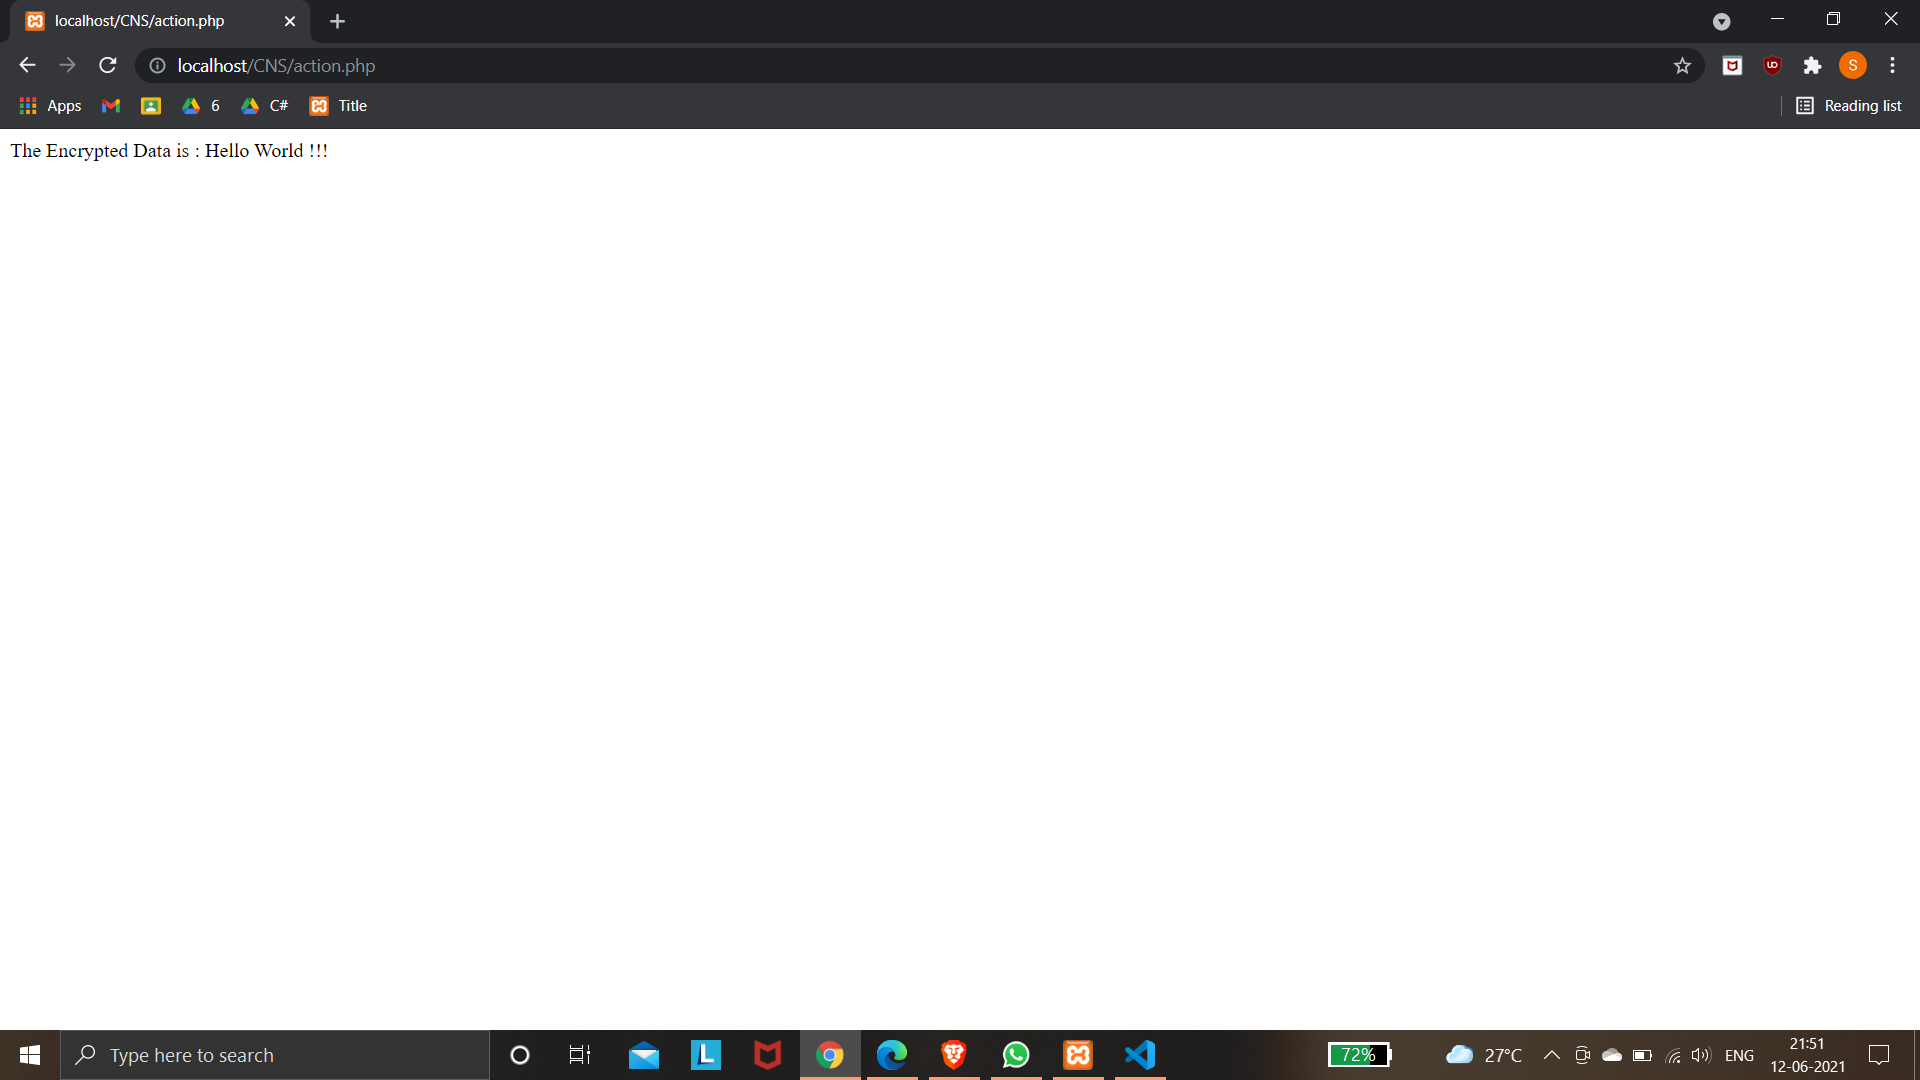 localhost/CNS/action.php
localhost/CNS/action.php
S
Apps
6
C#
Title
Reading list
The Encrypted Data is : Hello World !!!
Type here to search
L
72%
27°C
ENG
21:51
12-06-2021